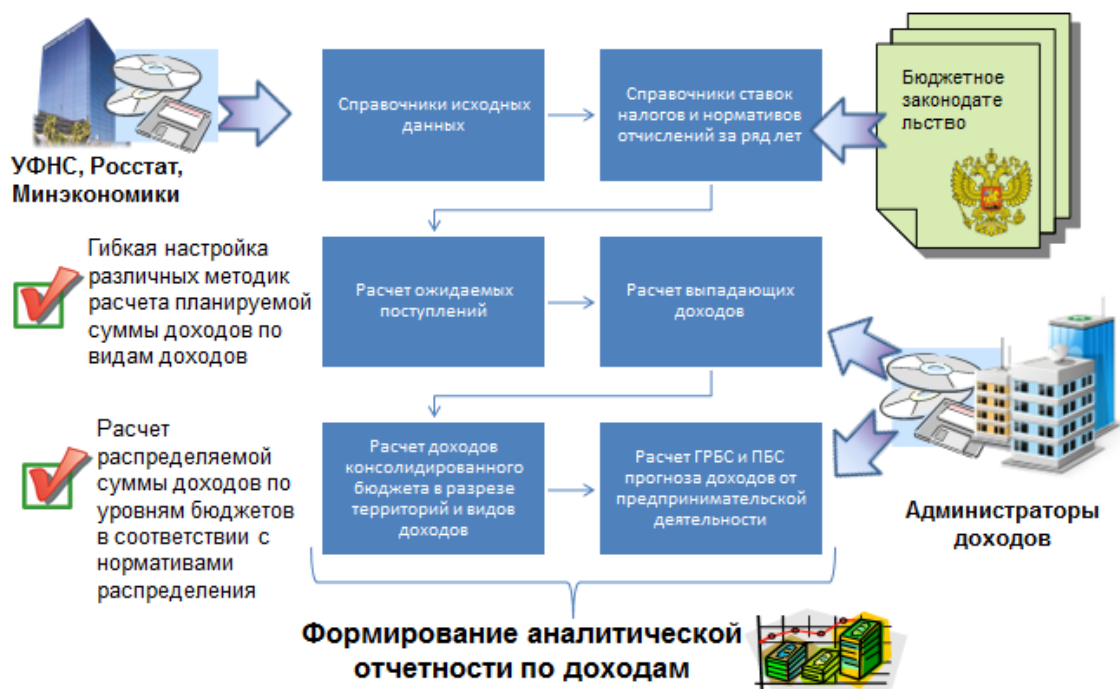 УФНС, Росстат,
Минэкономики
Справочники исходных
данных
Справочники ставок
налогов и нормативов
отчислений за ряд лет
Бюджетное
законодате
льство
Гибкая настройка
различных методик
расчета планируемой
суммы доходов по
видам доходов
Расчет ожидаемых
поступлений
Расчет выпадающих
доходов
Расчет
распределяемой
суммы доходов по
уровням бюджетов
в соответствии с
нормативами
распределения
Расчет доходов
консолидированного
бюджета в разрезе
территорий и видов
доходов
Расчет ГРБС и ПБС
прогноза доходов от
предпринимательской
деятельности
Администраторы
доходов
Формирование аналитической
отчетности по доходам